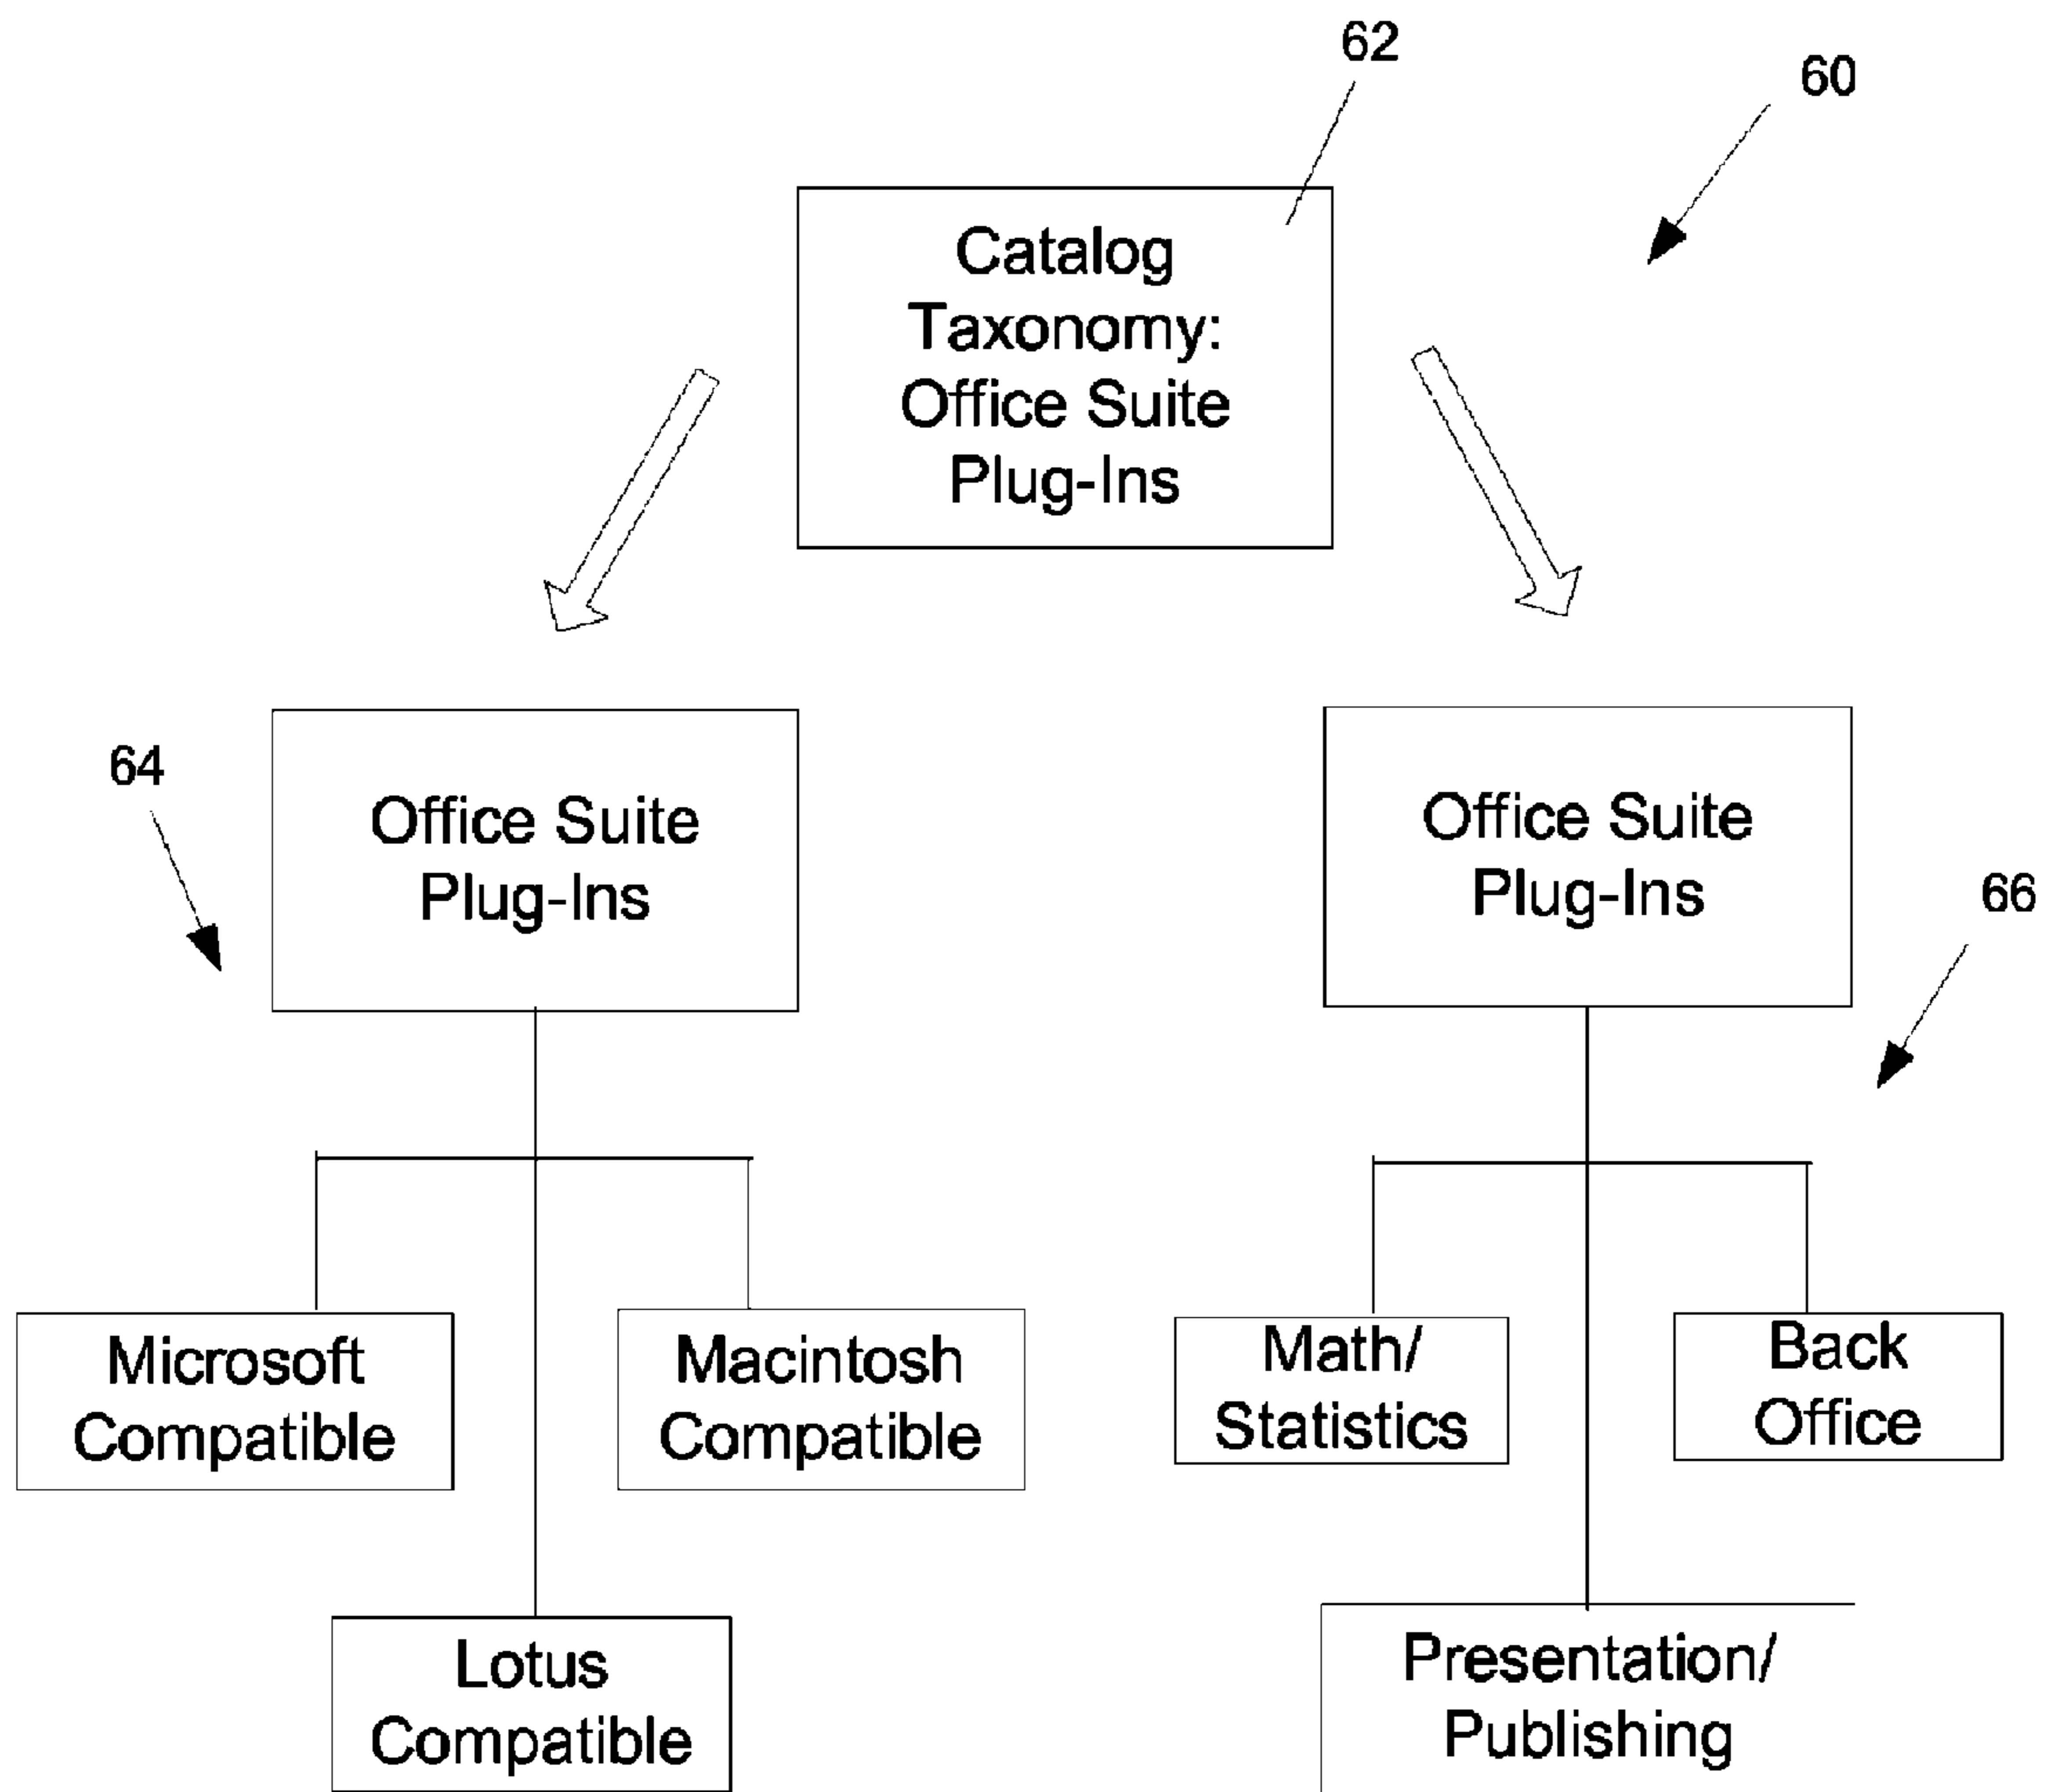 62
60
Catalog
Taxonomy:
Office Suite
Plug-Ins
64
Office Suite
Plug-Ins
Office Suite
Plug-Ins
66
Microsoft
Compatible
Macintosh
Compatible
Math/
Statistics
Back
Office
Lotus
Compatible
Presentation/
Publishing